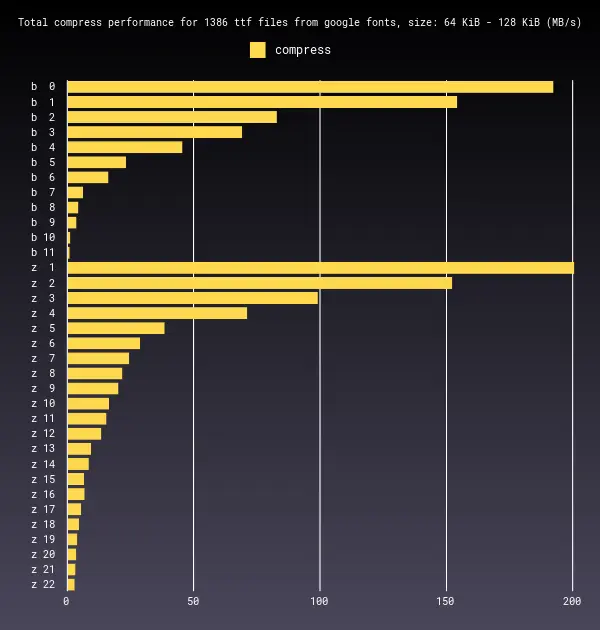 Total compress performance for 1386 ttf files from google fonts, size: 64 KiB - 128 KiB (MB/s)
compress
b 0
b 1
b 2
b 3
b 4
b 5
b 6
b 7
b 8
b 9
b 10
b 11
z 1
z 2
z 3
z 4
z 5
z 6
z 7
z 8
z 9
z 10
z 11
z 12
z 13
z 14
z 15
z 16
z 17
z 18
z 19
z 20
z 21
z 22
0 50 100 150 200